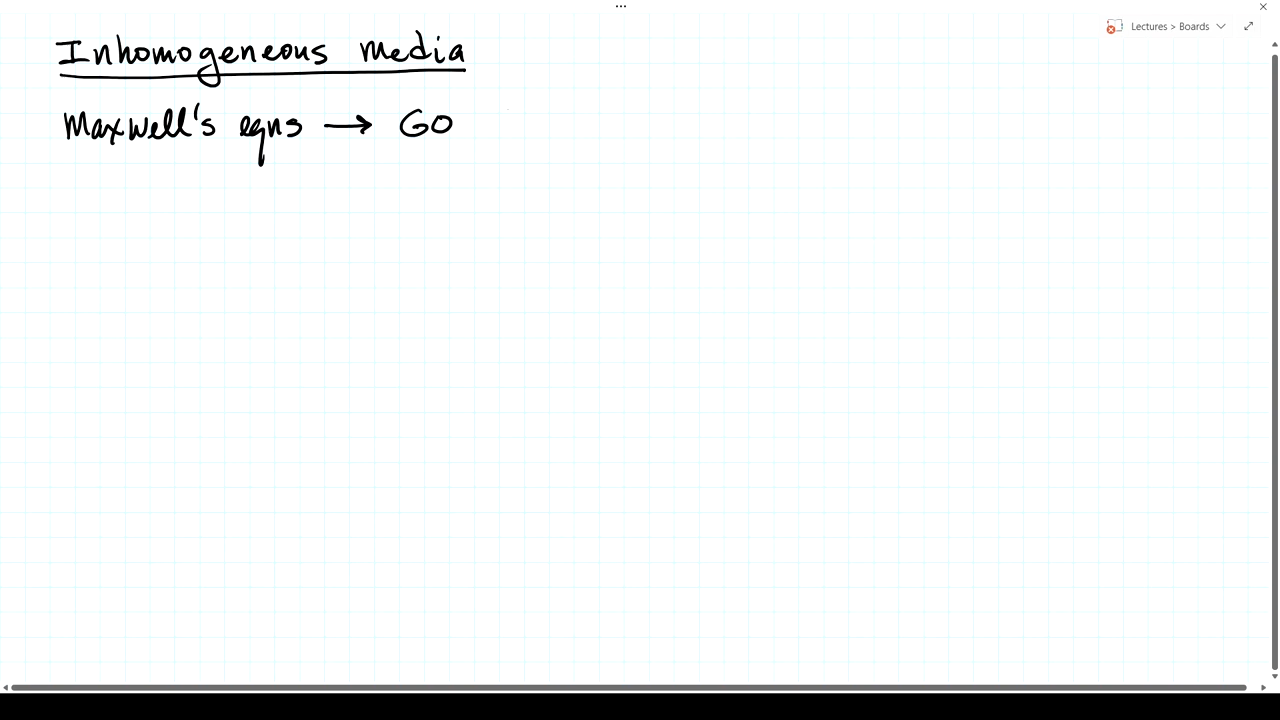 Lectures > Boards
Inhomogeneous media
Maxwell's eqns → GO